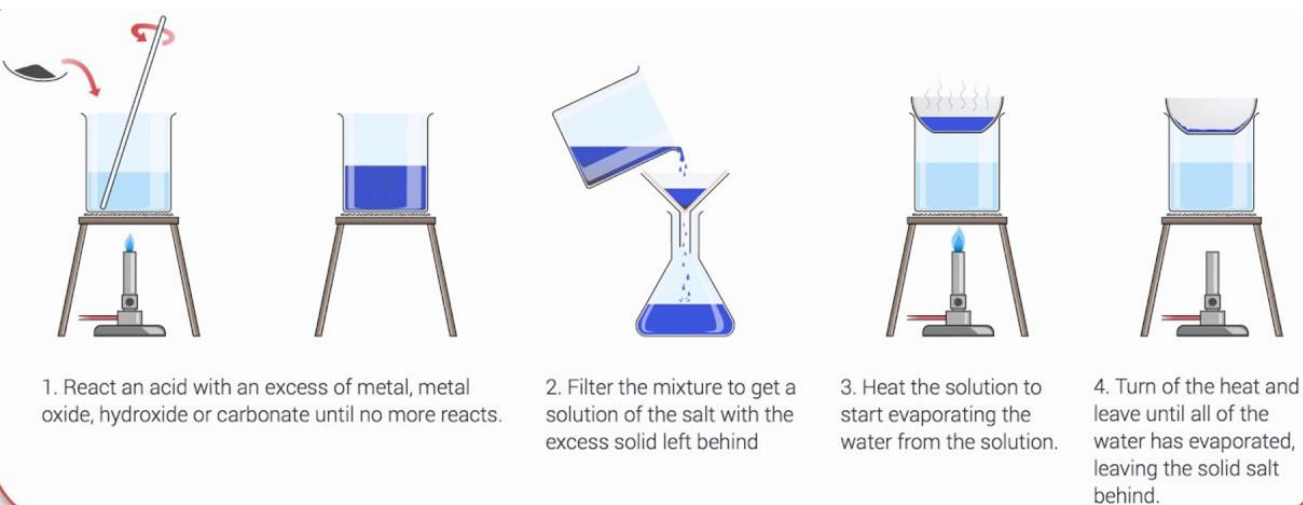 1. React an acid with an excess of metal, metal
oxide, hydroxide or carbonate until no more reacts.
2. Filter the mixture to get a
solution of the salt with the
excess solid left behind
3. Heat the solution to
start evaporating the
water from the solution.
4. Turn of the heat and
leave until all of the
water has evaporated,
leaving the solid salt
behind.